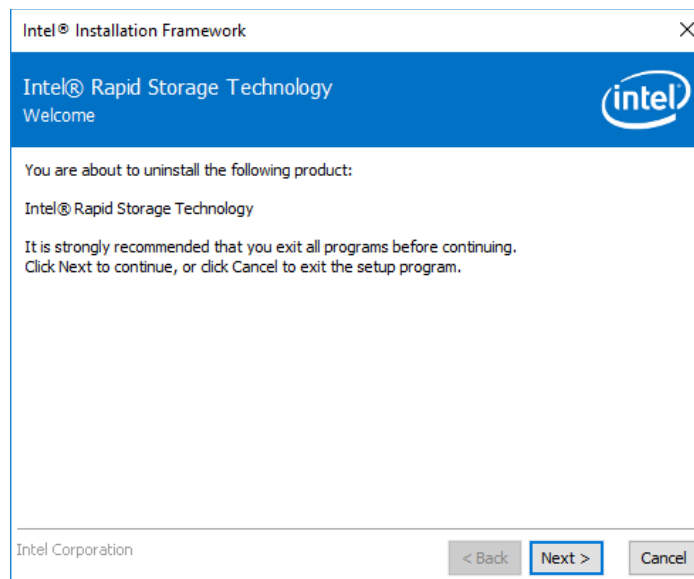 Intel® Installation Framework
Intel® Rapid Storage Technology
Welcome
intel
You are about to uninstall the following product:
Intel® Rapid Storage Technology
It is strongly recommended that you exit all programs before continuing.
Click Next to continue, or click Cancel to exit the setup program.
Intel Corporation
< Back Next > Cancel